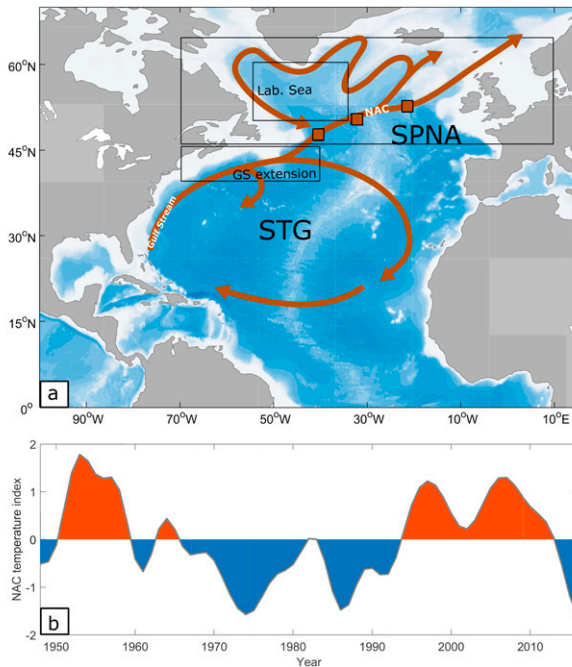 60°N
45°N
30°N
15°N
0°
90°W
70°W
50°W
30°W
10°W
10°E
Lab. Sea
NAC
SPNA
GS extension
Gulf Stream
STG
a
NAC temperature index
2
1
0
-1
-2
1950
1960
1970
1980
1990
2000
2010
Year
b